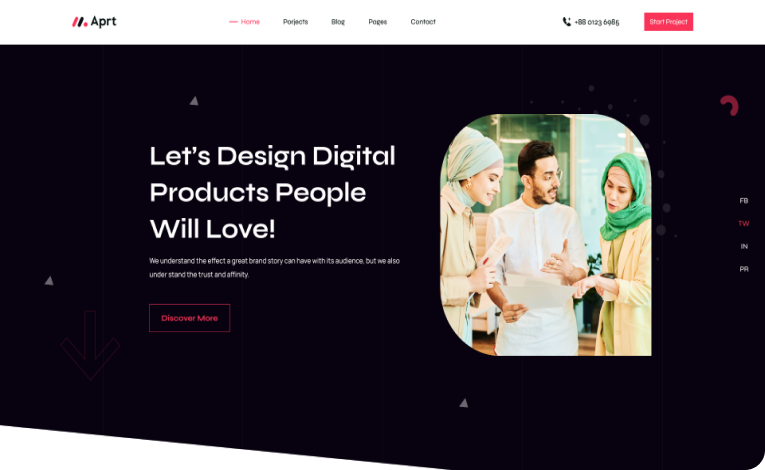 Aprt
Home
Porjects
Blog
Pages
Contact
+88 0123 6985
Start Project
Let's Design Digital
Products People
Will Love!
We understand the effect a great brand story can have with its audience, but we also
under stand the trust and affinity.
Discover More
FB
TW
IN
PR